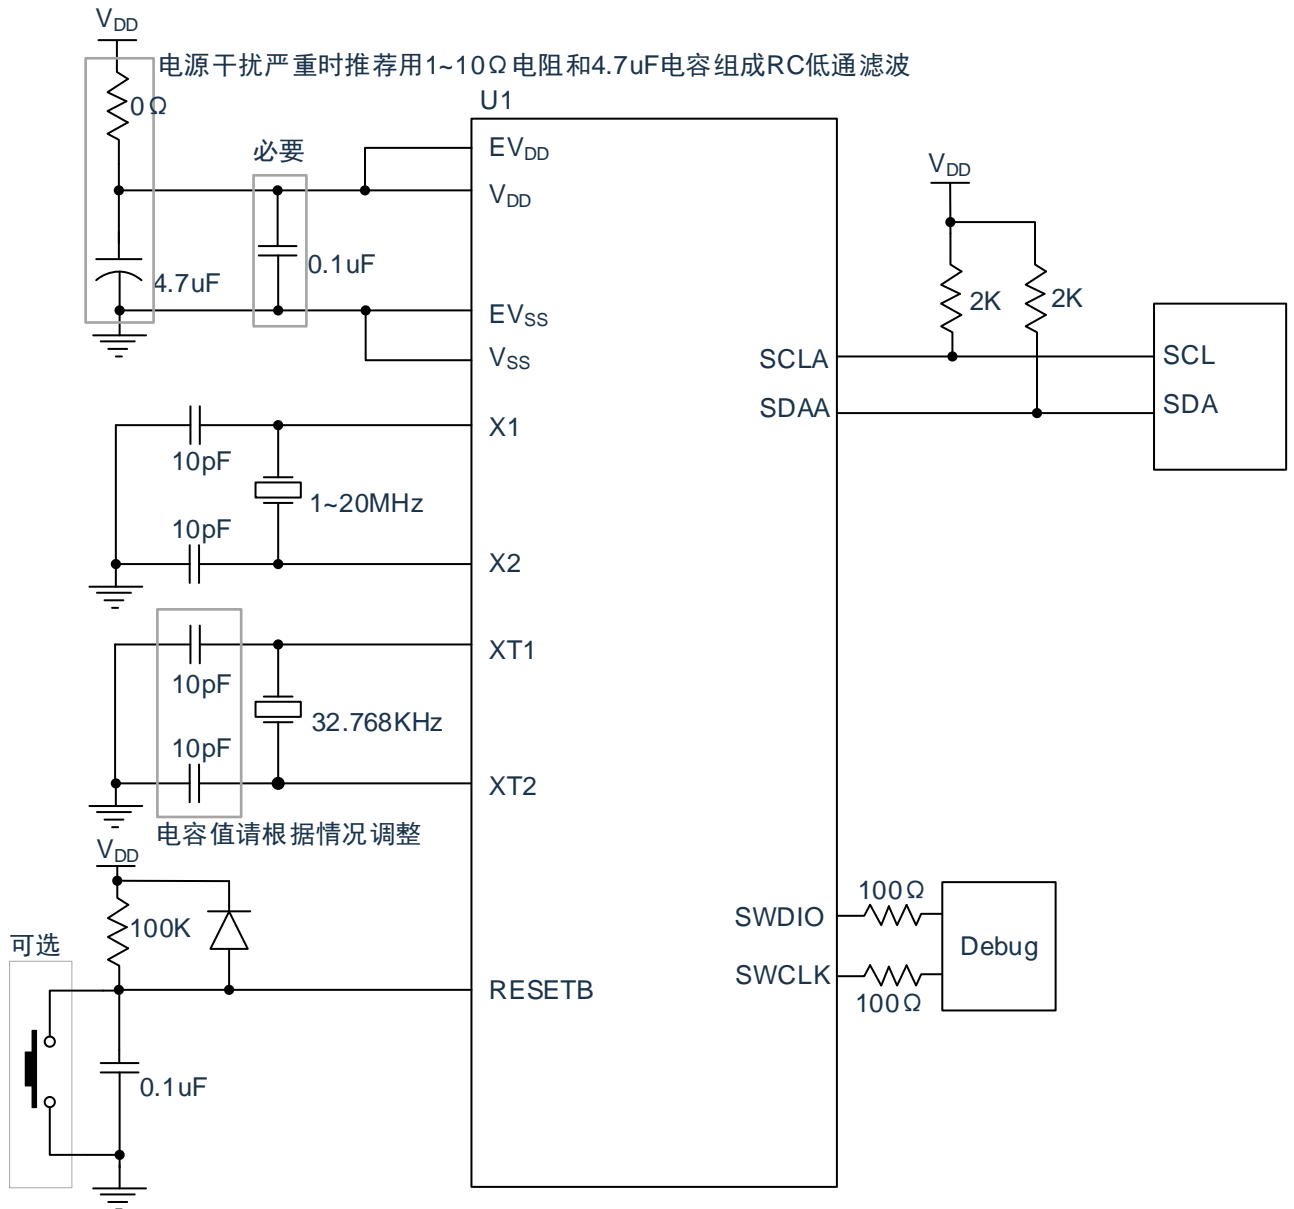 VDD
电源干扰严重时推荐用1~10Ω电阻和4.7uF电容组成RC低通滤波
0Ω
U1
必要
EVDD
VDD
0.1uF
4.7uF
EVSS
VSS
VDD
2K
2K
SCLA
SCL
SDAA
SDA
X1
10pF
1~20MHz
10pF
X2
XT1
10pF
32.768KHz
10pF
XT2
电容值请根据情况调整
VDD
100K
可选
RESETB
0.1uF
100Ω
SWDIO
Debug
SWCLK
100Ω